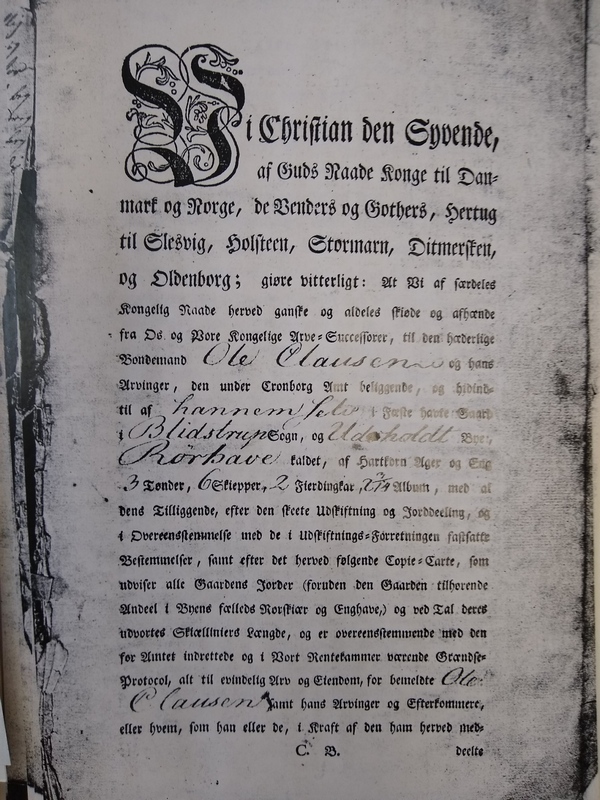 Vi Christian den Syvende,
af Guds Naade Konge til Dan-
mark og Norge, de Venders og Gothers, Hertug
til Slesvig, Holsteen, Stormarn, Ditmersken,
og Oldenborg; giøre vitterligt: At Vi af særdeles
Kongelig Naade herved ganske og aldeles skiøde og afhænde
fra Os og Vore Kongelige Arve-Successorer, til den hæderlige
Bondemand Ole Clausen og hans
Arvinger, den under Cronborg Amt beliggende, og hidind-
til af hannem selv i Fæste havte Gaard
i Blidstrup Sogn, og Udsholdt Bye,
Rørhave kaldet, af Hartkorn Ager og Eng
3 Tønder, 6 Skiepper, 2 Fierdingkar, Album, med al
dens Tilliggende, efter den skeete Udskiftning og Jorddeeling, og
i Overeensstemmelse med de i Udskiftnings-Forretningen fastsatte
Bestemmelser, samt efter det herved følgende Copie-Carte, som
udviser alle Gaardens Jorder (foruden den Gaarden tilhørende
Andeel i Byens fælleds Rørskiær og Enghave,) og ved Tal deres
udvortes Skiælliniers Længde, og er overeensstemmende med den
for Amtet indrettede og i Vort Rentekammer værende Grændse-
Protocol, alt til evindelig Arv og Eiendom, for bemeldte Ole
Clausen samt hans Arvinger og Efterkommere,
eller hvem, som han eller de, i Kraft af den ham herved med-
C. B. deelte